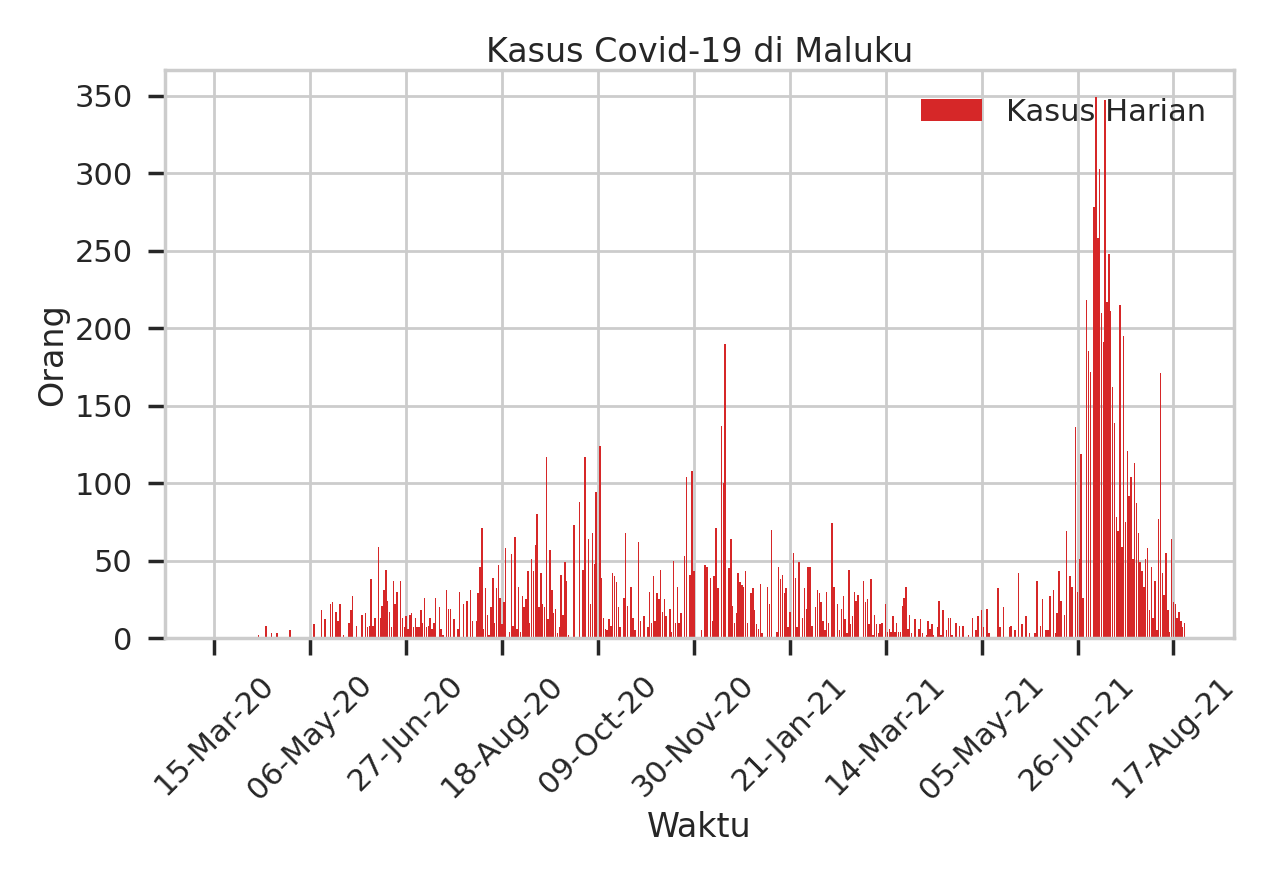 Kasus Covid-19 di Maluku
Kasus Harian
350
300
250
200
150
100
50
0
Orang
15-Mar-20
06-May-20
27-Jun-20
18-Aug-20
09-Oct-20
30-Nov-20
21-Jan-21
14-Mar-21
05-May-21
26-Jun-21
17-Aug-21
Waktu